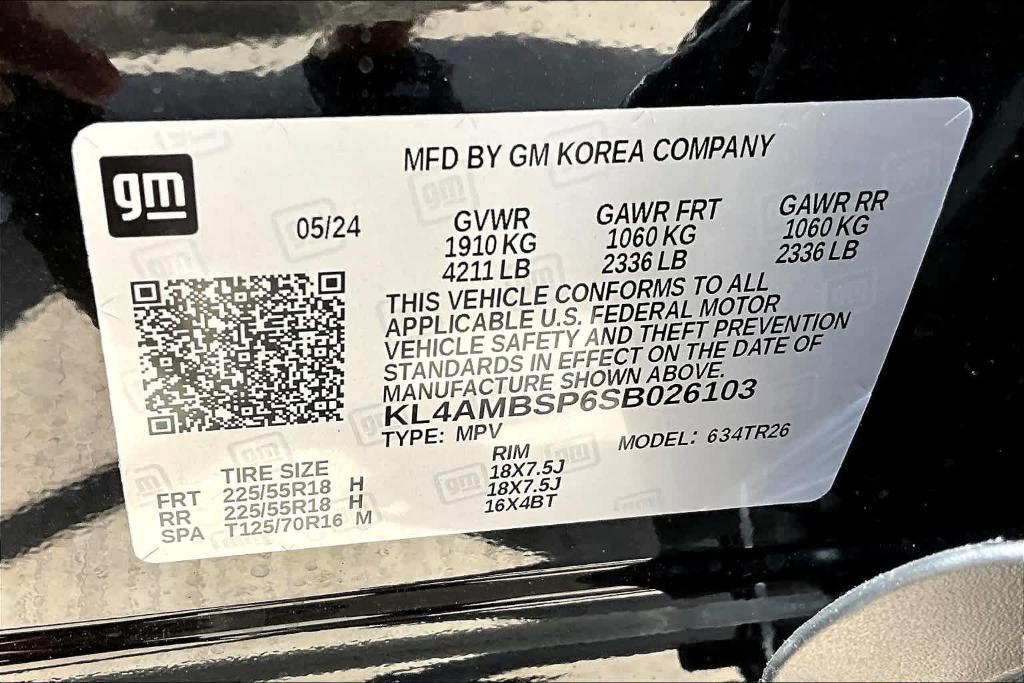 gm
MFD BY GM KOREA COMPANY
05/24
GVWR GAWR FRT GAWR RR
1910 KG 1060 KG 1060 KG
4211 LB 2336 LB 2336 LB
THIS VEHICLE CONFORMS TO ALL
APPLICABLE U.S. FEDERAL MOTOR
VEHICLE SAFETY AND THEFT PREVENTION
STANDARDS IN EFFECT ON THE DATE OF
MANUFACTURE SHOWN ABOVE.
KL4AMBSP6SB026103
TYPE: MPV MODEL: 634TR26
TIRE SIZE RIM
FRT 225/55R18 H 18X7.5J
RR 225/55R18 H 18X7.5J
SPA T125/70R16 M 16X4BT